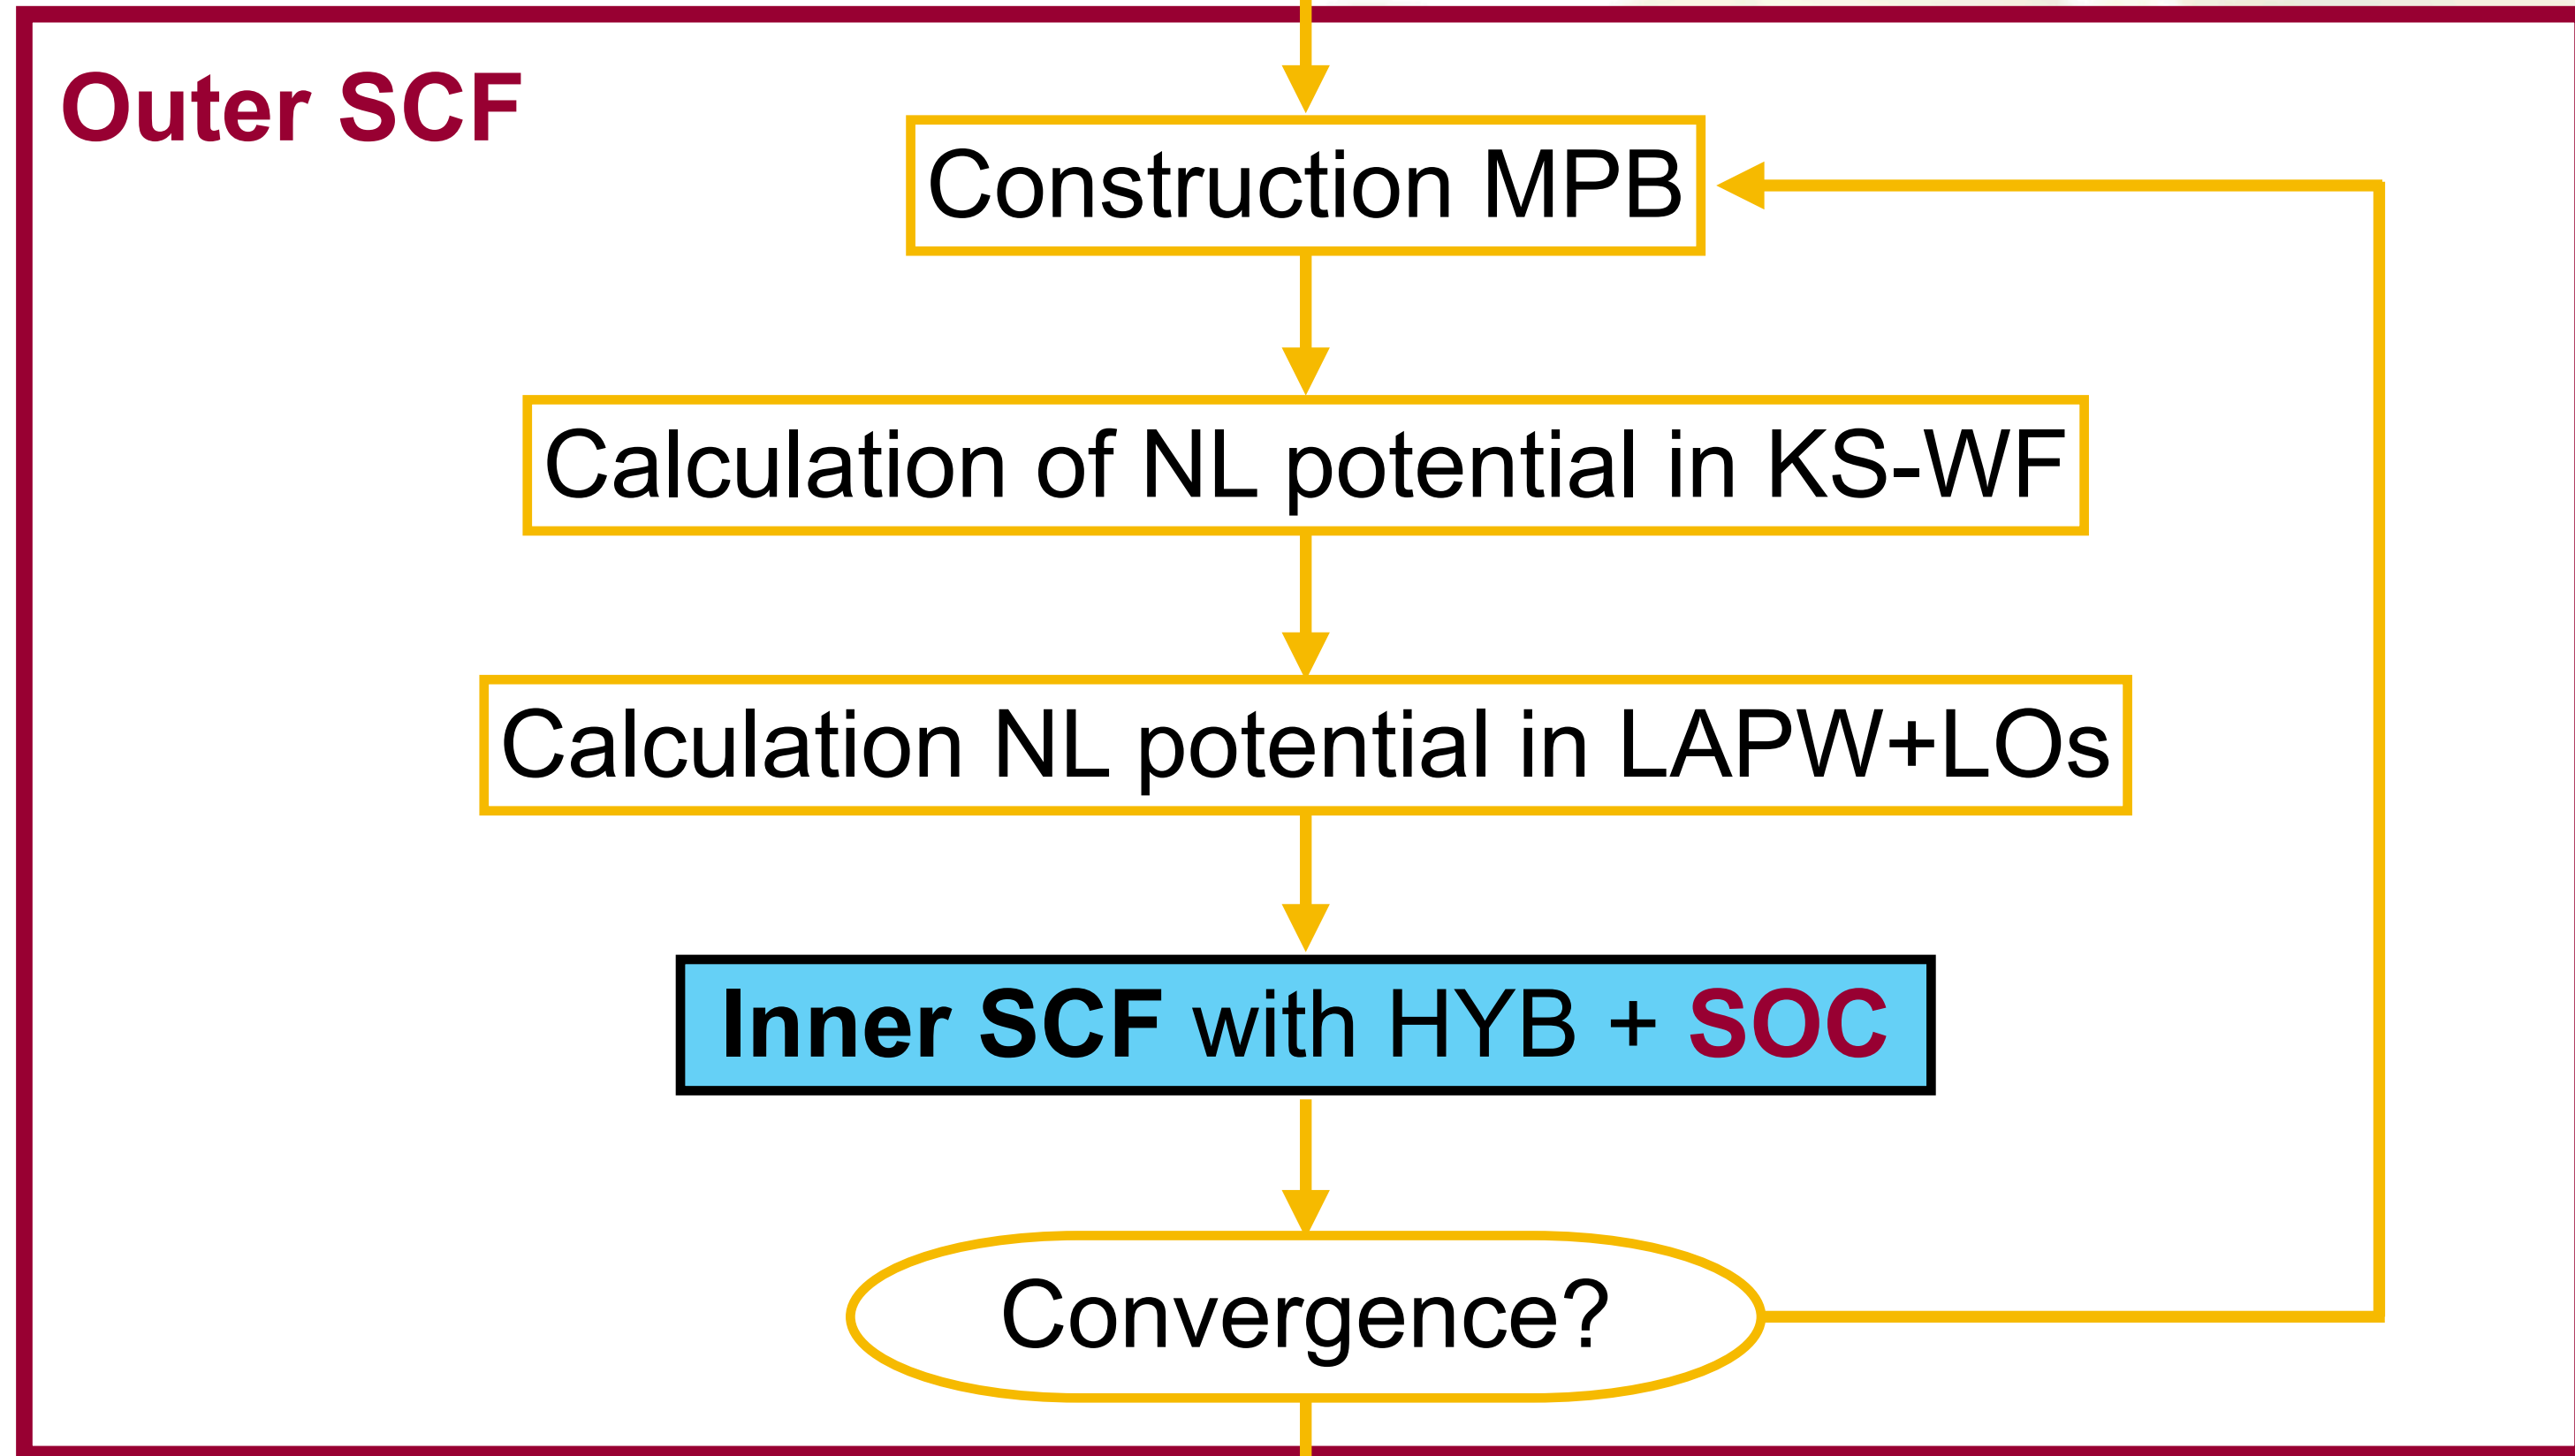 Outer SCF
Construction MPB
Calculation of NL potential in KS-WF
Calculation NL potential in LAPW+LOs
Inner SCF with HYB + SOC
Convergence?